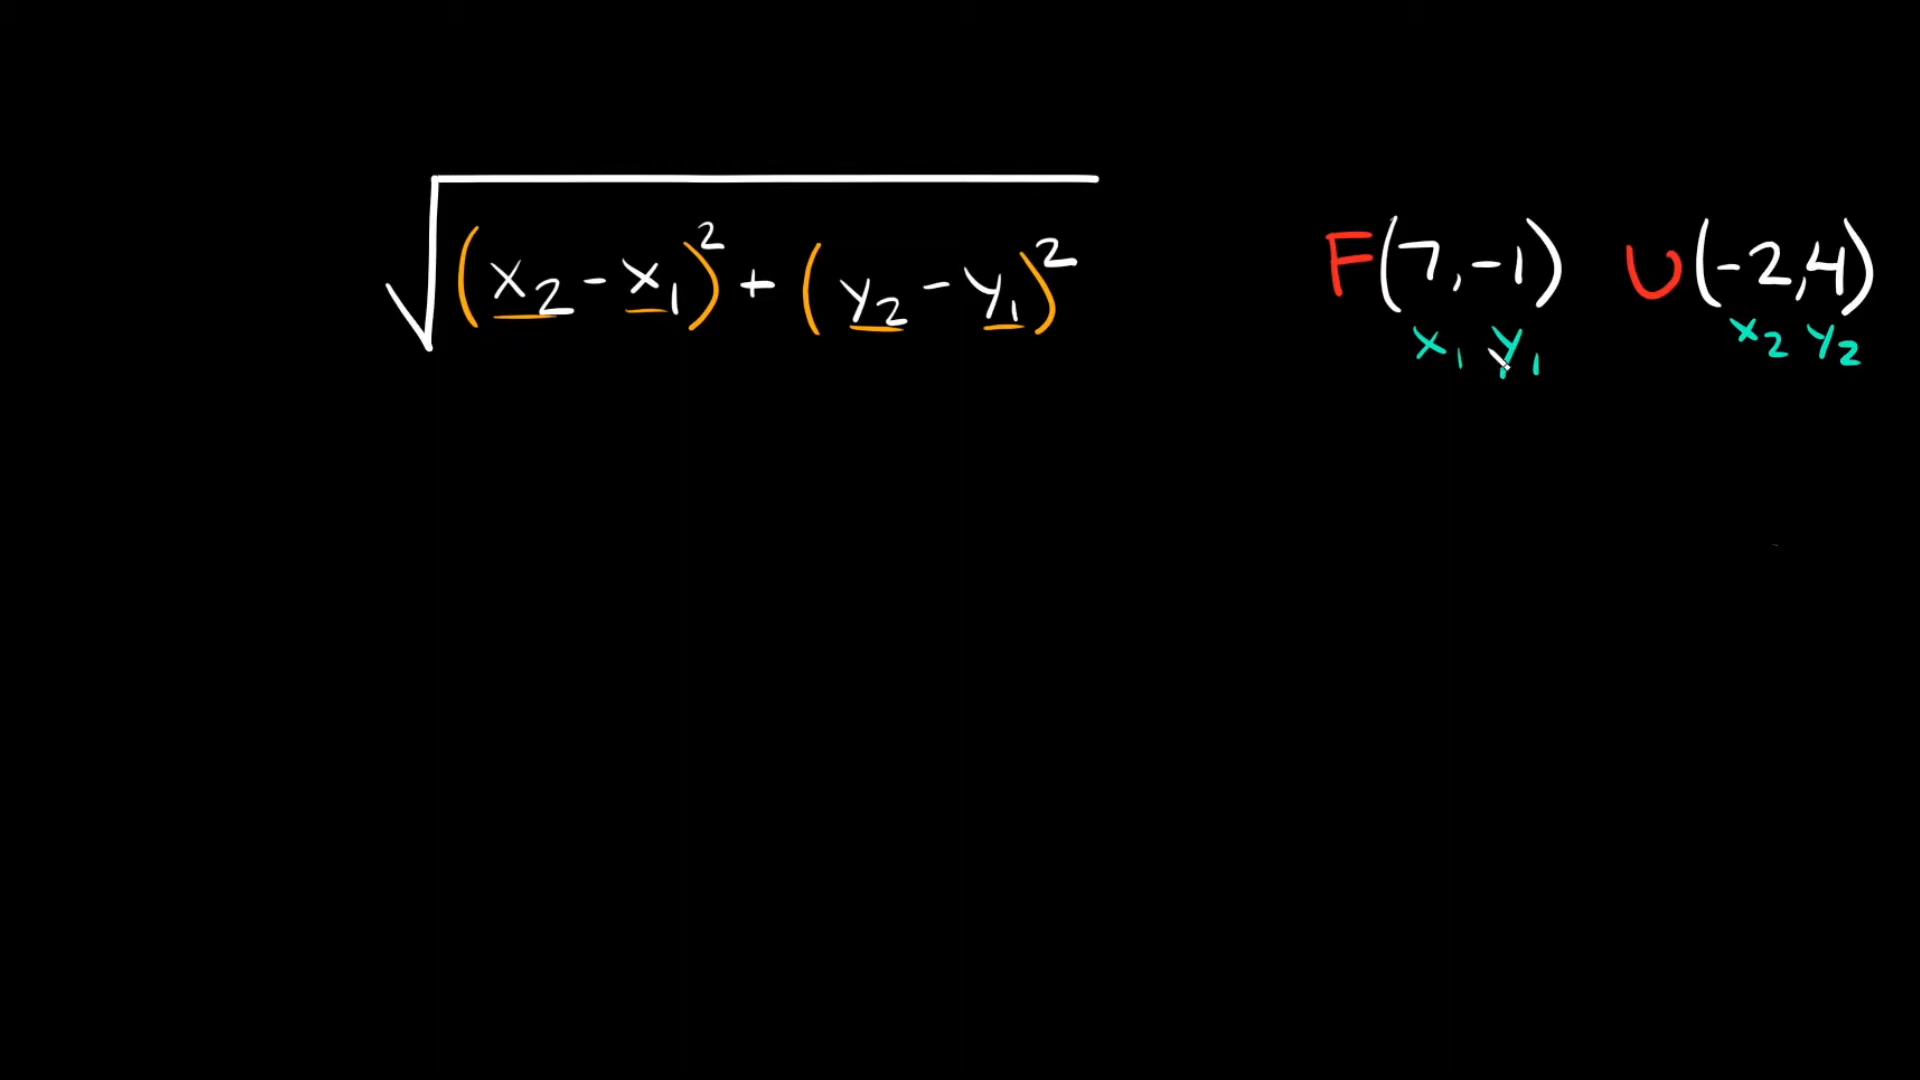 √(x₂ - x₁)² + (y₂ - y₁)²
F(7,-1) U(-2,4)
x₁ y₁ x₂ y₂